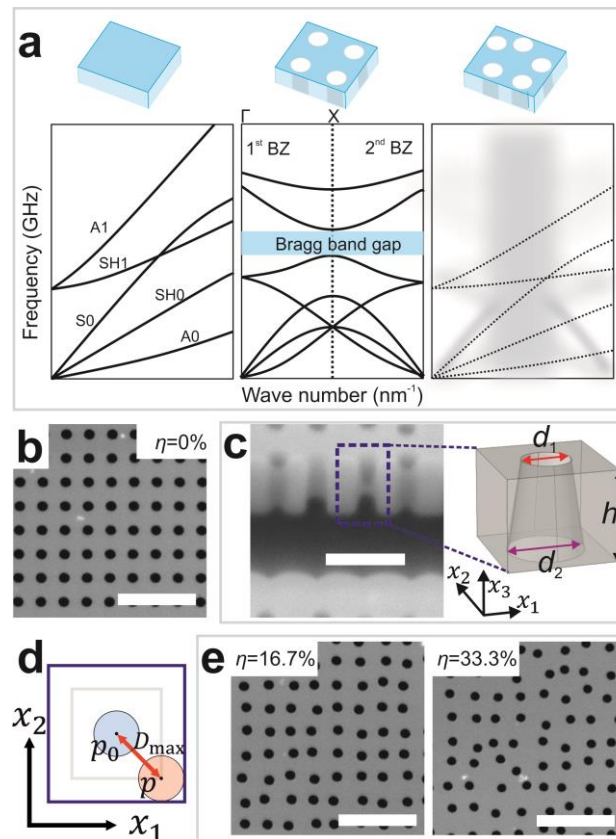 a
Γ
X
1st BZ
2nd BZ
Bragg band gap
A1
SH1
S0
SH0
A0
Frequency (GHz)
Wave number (nm-1)
b
η=0%
c
d1
h
d2
x2
x3
x1
d
x2
Dmax
p0
p
x1
e
η=16.7%
η=33.3%